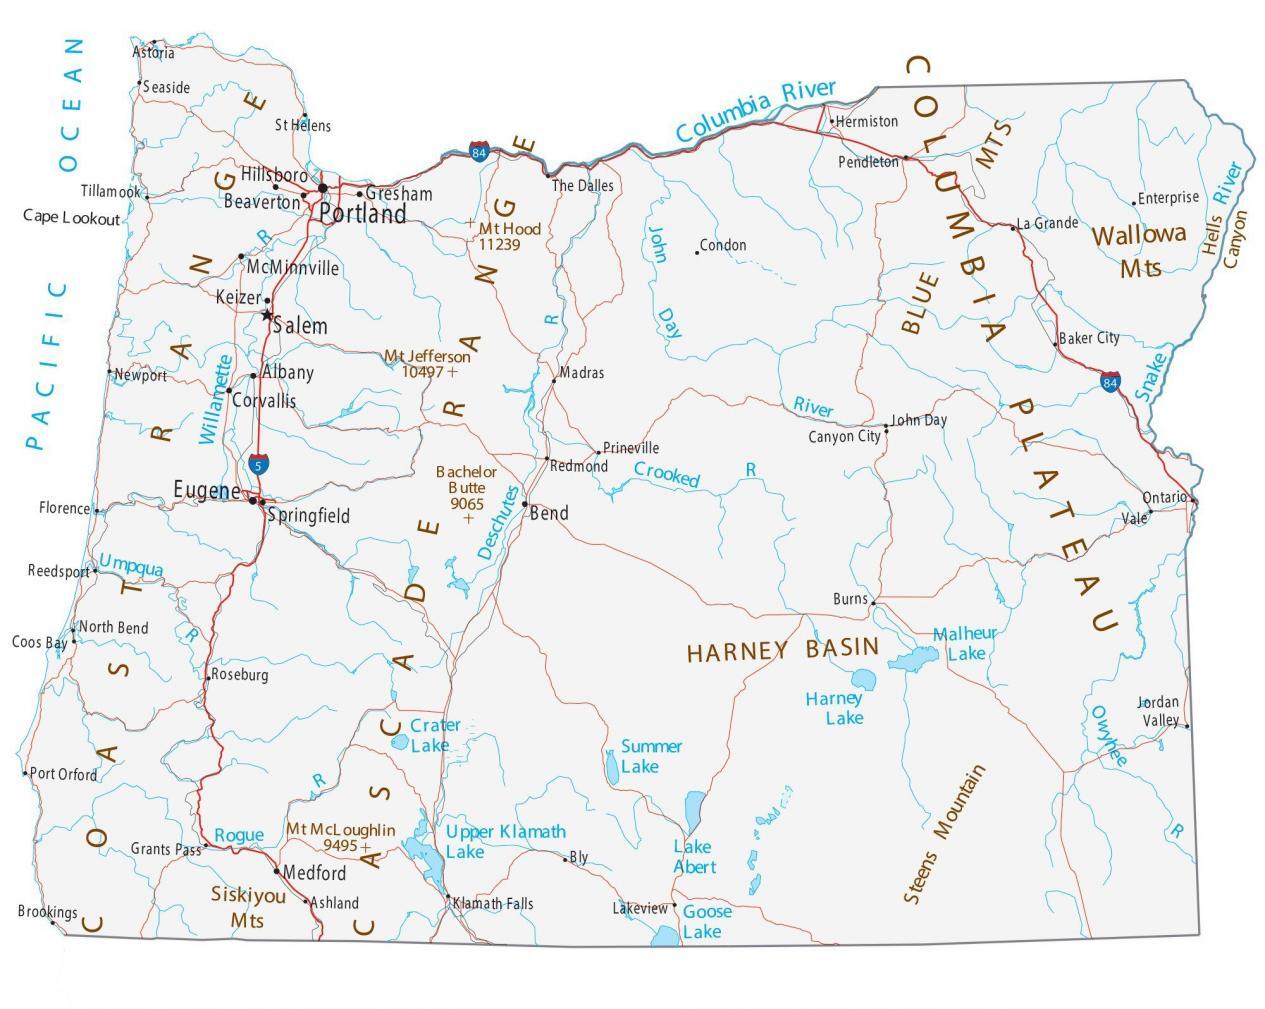 PACIFIC OCEAN
Astoria
Seaside
St Helens
Columbia River
Hermiston
Pendleton
84
The Dalles
Hillsboro
Beaverton
Portland
Gresham
Tillamook
Cape Lookout
Mt Hood
11239
R
McMinnville
Keizer
Salem
Condon
John
Day
River
La Grande
Enterprise
Wallowa
Mts
Hells
Canyon
River
Snake
BLUE
MTS
COLUMBIA PLATEAU
Baker City
84
Mt Jefferson
10497
Albany
Corvallis
Willamette
Newport
R
Madras
Prineville
Redmond
Crooked
R
John Day
Canyon City
5
Eugene
Springfield
Florence
Bachelor
Butte
9065
Deschutes
Bend
Ontario
Vale
Reedsport
Umpqua
R
North Bend
Coos Bay
Roseburg
Burns
HARNEY BASIN
Malheur
Lake
Harney
Lake
Jordan
Valley
Owyhee
R
COAST RANGE
CASCADE RANGE
Crater
Lake
Summer
Lake
Port Orford
R
Rogue
Mt McLoughlin
9495
Upper Klamath
Lake
Lake
Abert
Bly
Steens Mountain
Grants Pass
Medford
Siskiyou
Mts
Ashland
Klamath Falls
Lakeview
Goose
Lake
Brookings